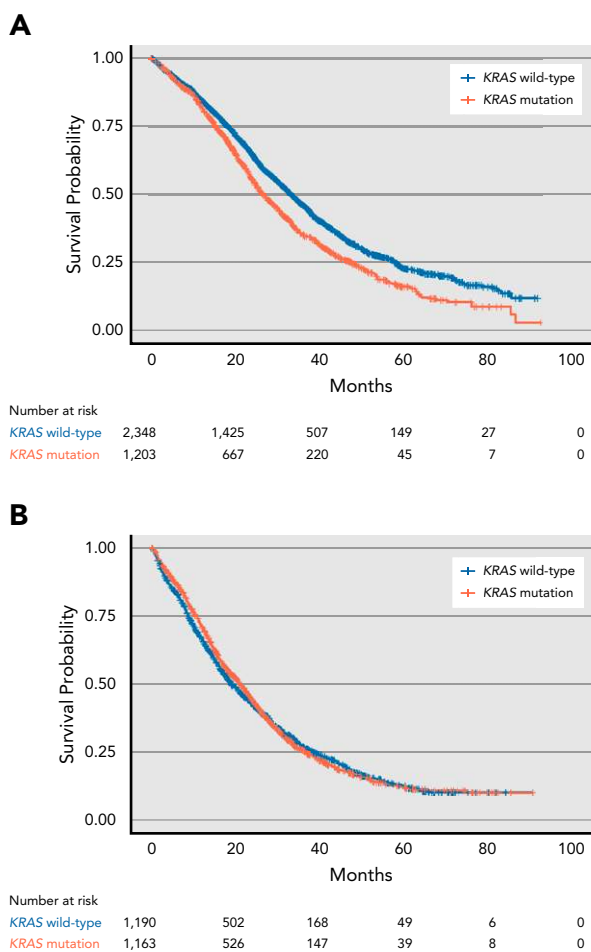 A
1.00
0.75
0.50
0.25
0.00
Survival Probability
KRAS wild-type
KRAS mutation
0 20 40 60 80 100
Months
Number at risk
KRAS wild-type 2,348 1,425 507 149 27 0
KRAS mutation 1,203 667 220 45 7 0
B
1.00
0.75
0.50
0.25
0.00
Survival Probability
KRAS wild-type
KRAS mutation
0 20 40 60 80 100
Months
Number at risk
KRAS wild-type 1,190 502 168 49 6 0
KRAS mutation 1,163 526 147 39 8 0